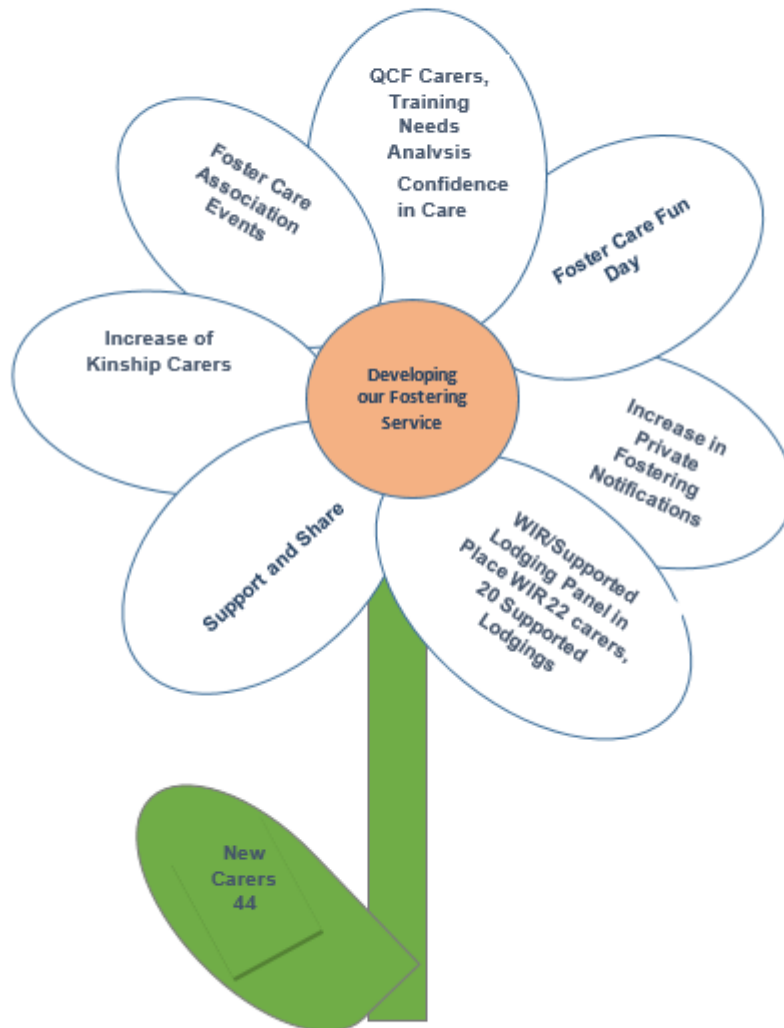 QCF Carers,
Training
Needs
Analvsis
Confidence
in Care
Foster Care
Association
Events
Foster Care Fun
Day
Increase of
Kinship Carers
Developing
our Fostering
Service
Increase in
Private
Fostering
Notifications
Support and Share
WIR/Supported
Lodging Panel in
Place WIR 22 carers,
20 Supported
Lodgings
New
Carers
44